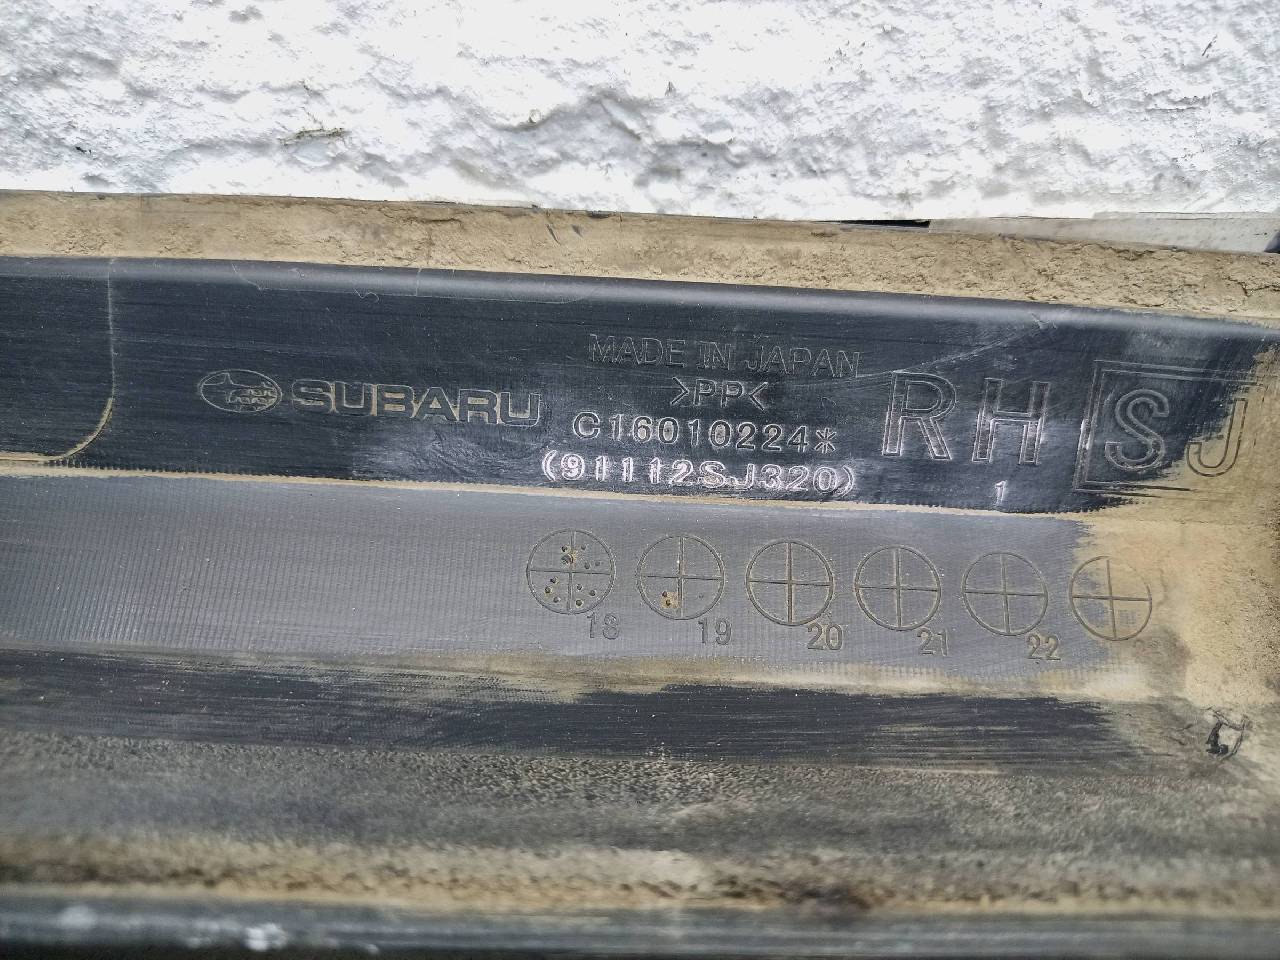 MADE IN JAPAN
SUBARU
>PP<
C16010224*
(91112SJ320)
RH
SJ
1
18
19
20
21
22